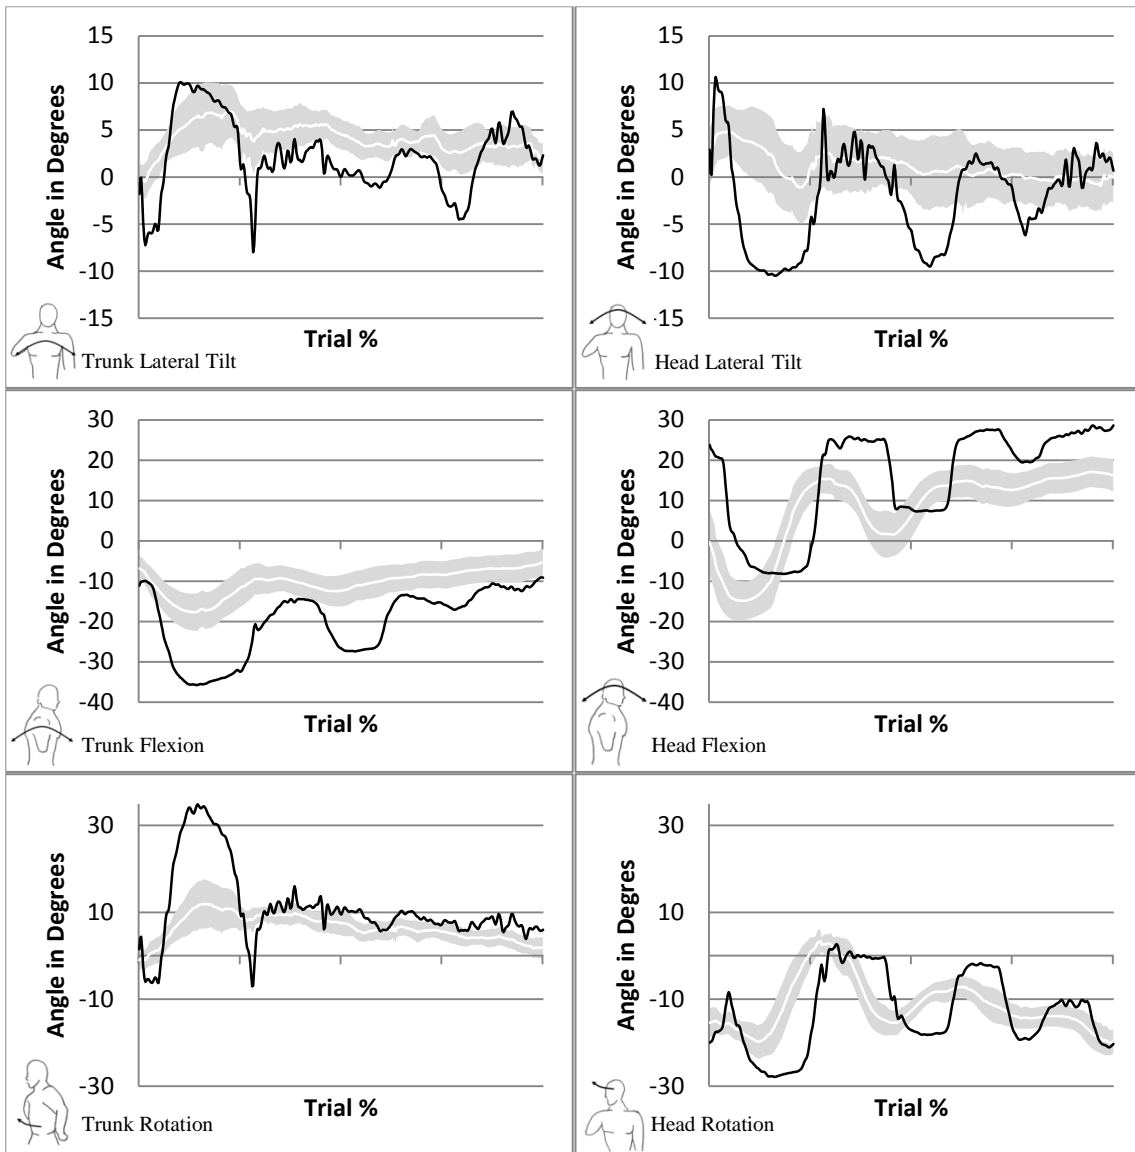 15
10
5
0
-5
-10
-15
Angle in Degrees
Trial %
Trunk Lateral Tilt
15
10
5
0
-5
-10
-15
Angle in Degrees
Trial %
Head Lateral Tilt
30
20
10
0
-10
-20
-30
-40
Angle in Degrees
Trial %
Trunk Flexion
30
20
10
0
-10
-20
-30
-40
Angle in Degrees
Trial %
Head Flexion
30
10
-10
-30
Angle in Degrees
Trial %
Trunk Rotation
30
10
-10
-30
Angle in Degres
Trial %
Head Rotation